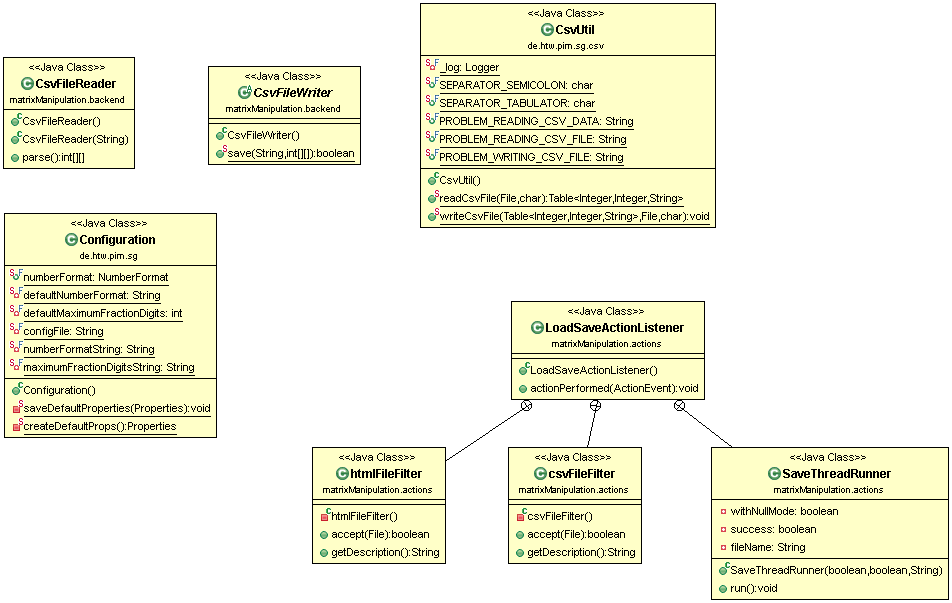 <<Java Class>>
CsvFileReader
matrixManipulation.backend
CsvFileReader()
CsvFileReader(String)
parse():int[][]
<<Java Class>>
CsvFileWriter
matrixManipulation.backend
CsvFileWriter()
save(String,int[][]):boolean
<<Java Class>>
CsvUtil
de.htw.pim.sg.csv
_log: Logger
SEPARATOR_SEMICOLON: char
SEPARATOR_TABULATOR: char
PROBLEM_READING_CSV_DATA: String
PROBLEM_READING_CSV_FILE: String
PROBLEM_WRITING_CSV_FILE: String
CsvUtil()
readCsvFile(File,char):Table<Integer,Integer,String>
writeCsvFile(Table<Integer,Integer,String>,File,char):void
<<Java Class>>
Configuration
de.htw.pim.sg
numberFormat: NumberFormat
defaultNumberFormat: String
defaultMaximumFractionDigits: int
configFile: String
numberFormatString: String
maximumFractionDigitsString: String
Configuration()
saveDefaultProperties(Properties):void
createDefaultProps():Properties
<<Java Class>>
LoadSaveActionListener
matrixManipulation.actions
LoadSaveActionListener()
actionPerformed(ActionEvent):void
<<Java Class>>
htmlFileFilter
matrixManipulation.actions
htmlFileFilter()
accept(File):boolean
getDescription():String
<<Java Class>>
csvFileFilter
matrixManipulation.actions
csvFileFilter()
accept(File):boolean
getDescription():String
<<Java Class>>
SaveThreadRunner
matrixManipulation.actions
withNullMode: boolean
success: boolean
fileName: String
SaveThreadRunner(boolean,boolean,String)
run():void